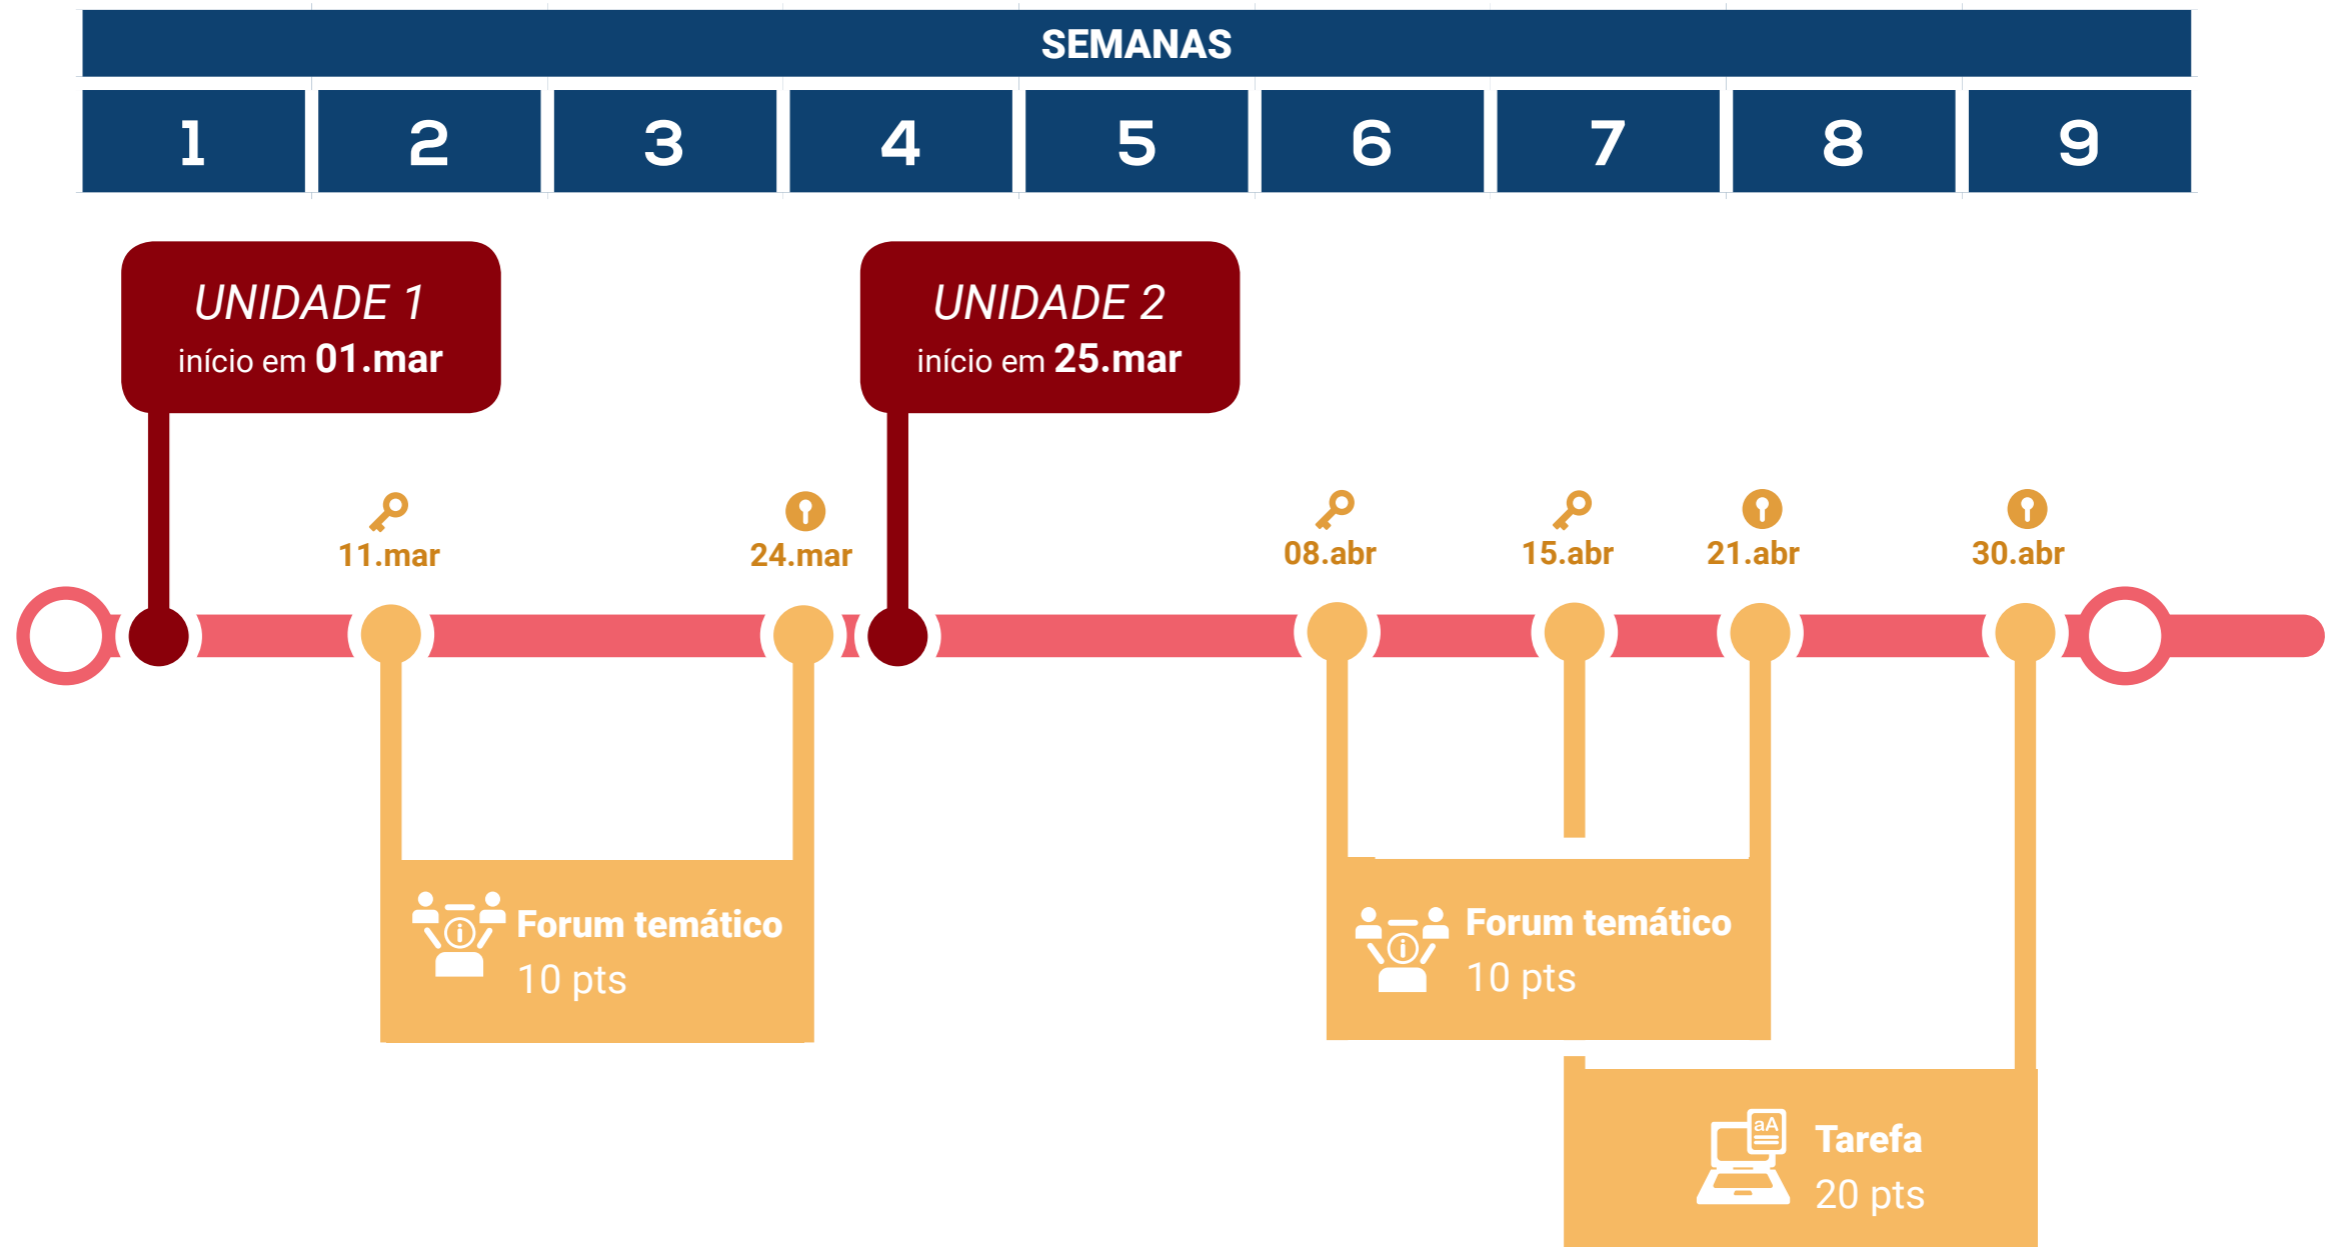 SEMANAS
1 2 3 4 5 6 7 8 9
UNIDADE 1
início em 01.mar
UNIDADE 2
início em 25.mar
11.mar
24.mar
08.abr
15.abr
21.abr
30.abr
Forum temático
10 pts
Forum temático
10 pts
aA
Tarefa
20 pts